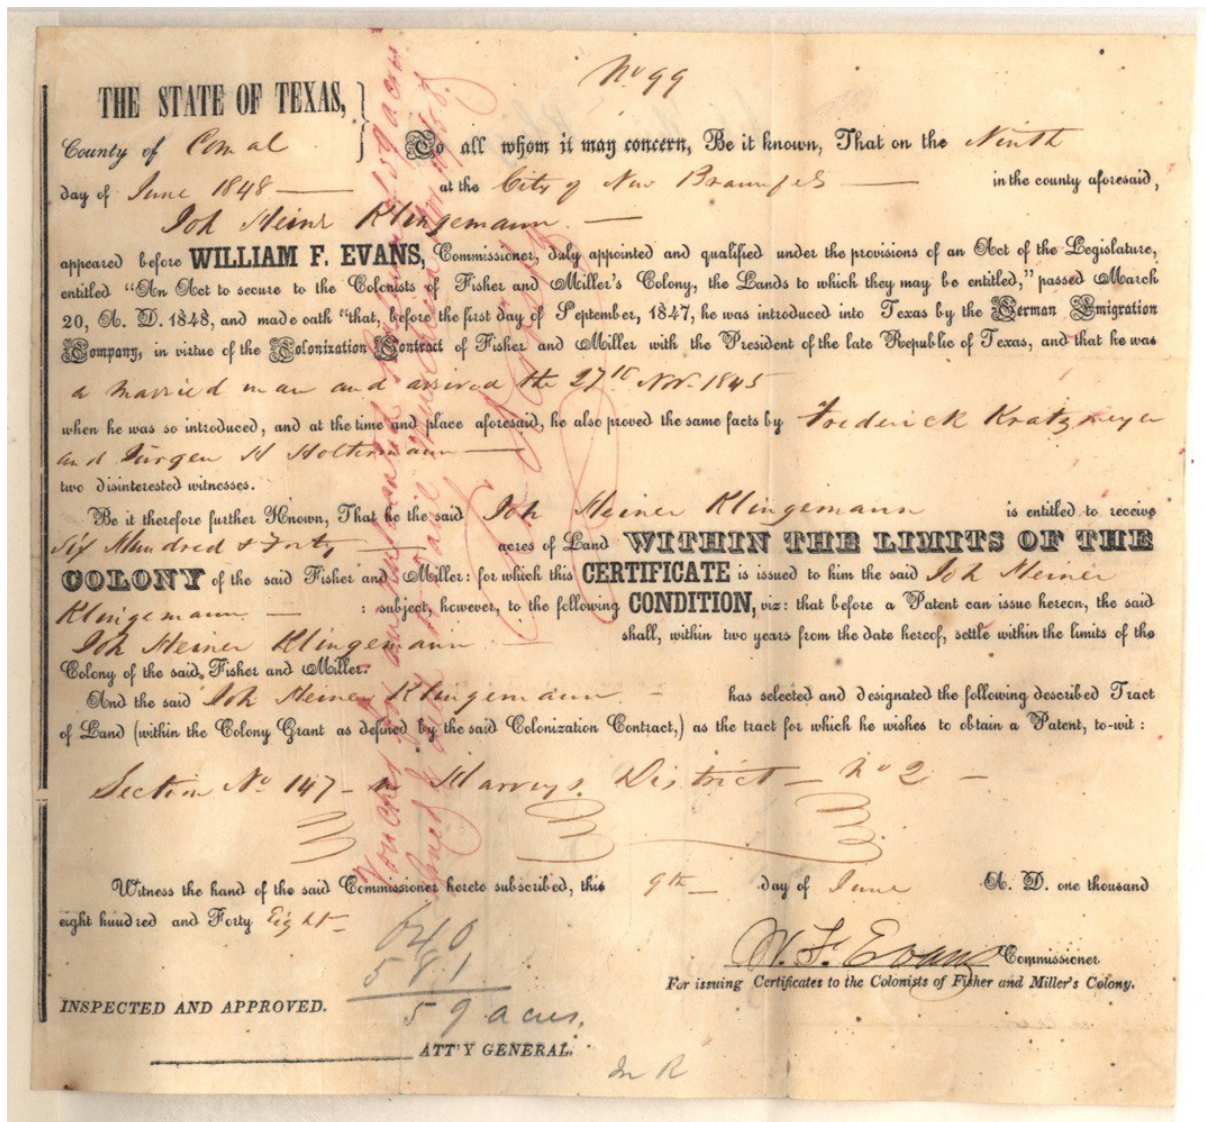 No 99
THE STATE OF TEXAS,
County of Comal To all whom it may concern, Be it known, That on the Ninth
day of June 1848 — at the City of New Braunfels — in the county aforesaid,
Joh Heinr Klingemann —
appeared before WILLIAM F. EVANS, Commissioner, duly appointed and qualified under the provisions of an Act of the Legislature,
entitled "An Act to secure to the Colonists of Fisher and Miller's Colony, the Lands to which they may be entitled," passed March
20, A. D. 1848, and made oath "that, before the first day of September, 1847, he was introduced into Texas by the German Emigration
Company, in virtue of the Colonization Contract of Fisher and Miller with the President of the late Republic of Texas, and that he was
a married man and arrived the 27th Nov. 1845
when he was so introduced, and at the time and place aforesaid, he also proved the same facts by Frederick Kratzmeyer
and Jürgen H Holtermann —
two disinterested witnesses.
Be it therefore further Known, That he the said Joh Heiner Klingemann is entitled to receive
Six Hundred & Forty — acres of Land WITHIN THE LIMITS OF THE
COLONY of the said Fisher and Miller: for which this CERTIFICATE is issued to him the said Joh Heiner
Klingemann — : subject, however, to the following CONDITION, viz: that before a Patent can issue hereon, the said
Joh Heiner Klingemann — shall, within two years from the date hereof, settle within the limits of the
Colony of the said, Fisher and Miller.
And the said Joh Heiner Klingemann – has selected and designated the following described Tract
of Land (within the Colony Grant as defined by the said Colonization Contract,) as the tract for which he wishes to obtain a Patent, to-wit:
Section No 147 – in Harveys District – No 2 –
Witness the hand of the said Commissioner hereto subscribed, this 9th – day of June A. D. one thousand
eight hundred and Forty Eight –
640
581
59 acres.
W. F. Evans Commissioner
For issuing Certificates to the Colonists of Fisher and Miller's Colony.
INSPECTED AND APPROVED.
ATT'Y GENERAL.
In R